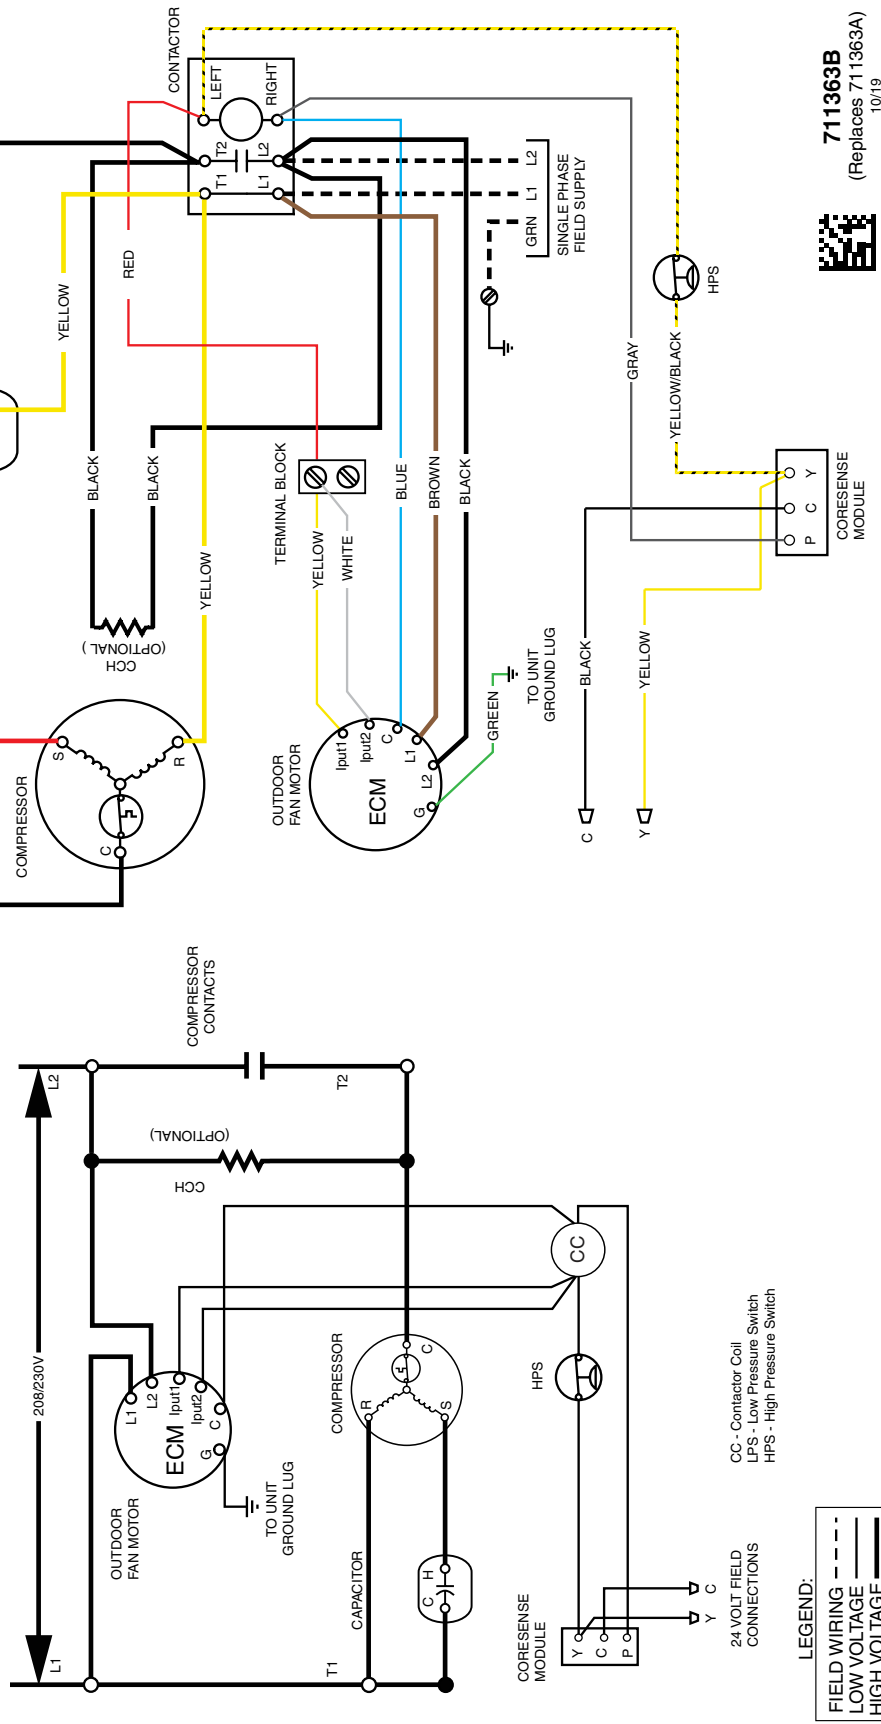 CONTACTOR
LEFT
RIGHT
T2
L2
T1
L1
RED
YELLOW
BLACK
BLACK
YELLOW
CCH
(OPTIONAL )
COMPRESSOR
S
R
C
GRN
L1
L2
SINGLE PHASE
FIELD SUPPLY
TERMINAL BLOCK
YELLOW
WHITE
BLUE
BROWN
BLACK
OUTDOOR
FAN MOTOR
ECM
Iput1
Iput2
C
L1
L2
G
GREEN
TO UNIT
GROUND LUG
GRAY
YELLOW/BLACK
HPS
BLACK
YELLOW
C
Y
P
C
Y
CORESENSE
MODULE
711363B
(Replaces 711363A)
10/19
L1
208/230V
L2
COMPRESSOR
CONTACTS
T2
CCH
(OPTIONAL)
OUTDOOR
FAN MOTOR
ECM
L1
L2
Iput1
Iput2
C
G
TO UNIT
GROUND LUG
COMPRESSOR
R
S
C
CAPACITOR
C
H
T1
CC
HPS
CORESENSE
MODULE
Y
C
P
Y
C
24 VOLT FIELD
CONNECTIONS
CC - Contactor Coil
LPS - Low Pressure Switch
HPS - High Pressure Switch
LEGEND:
FIELD WIRING
LOW VOLTAGE
HIGH VOLTAGE